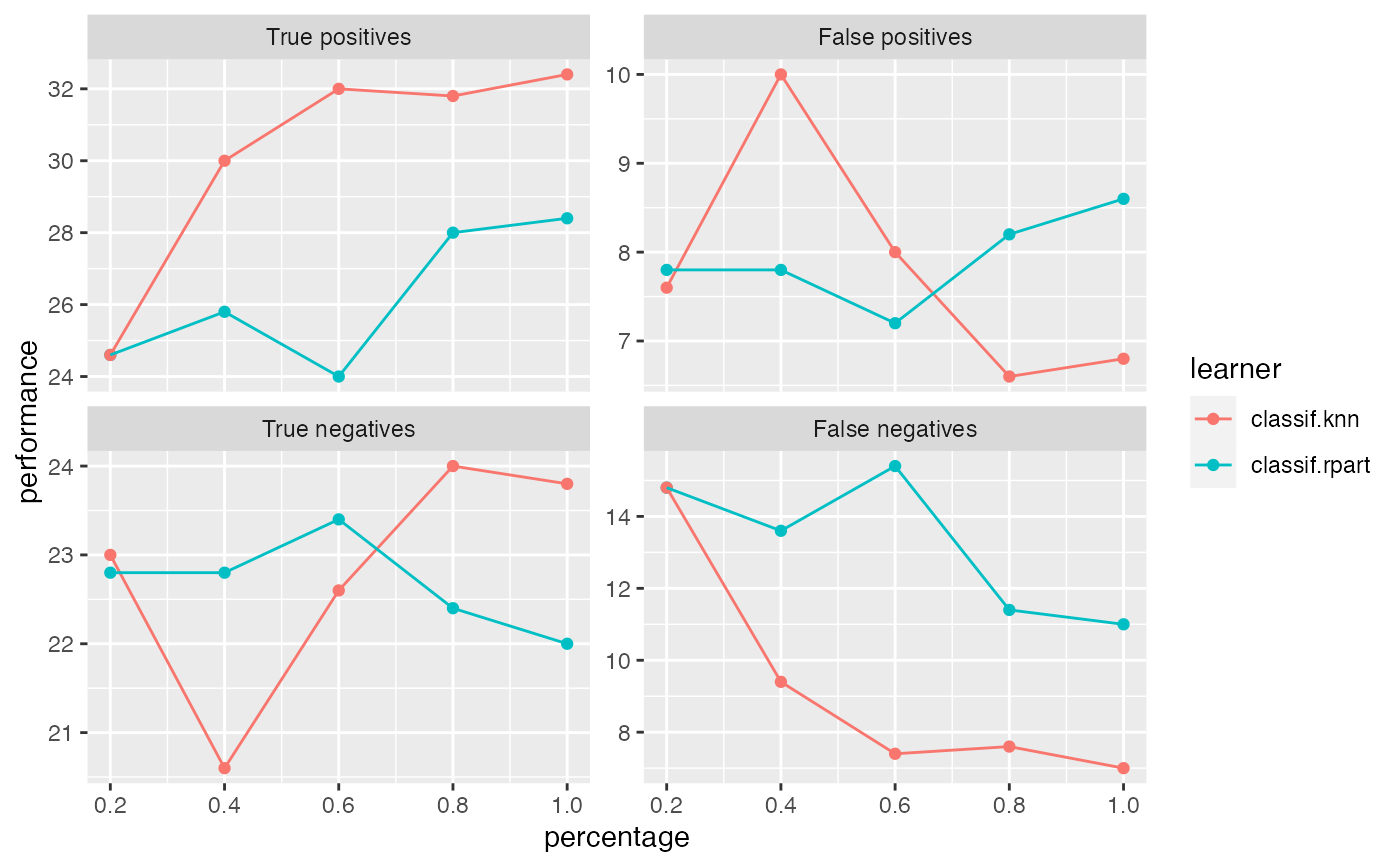 True positives
False positives
32
30
28
26
24
10
9
8
7
performance
True negatives
False negatives
24
23
22
21
14
12
10
8
0.2 0.4 0.6 0.8 1.0
0.2 0.4 0.6 0.8 1.0
percentage
learner
classif.knn
classif.rpart